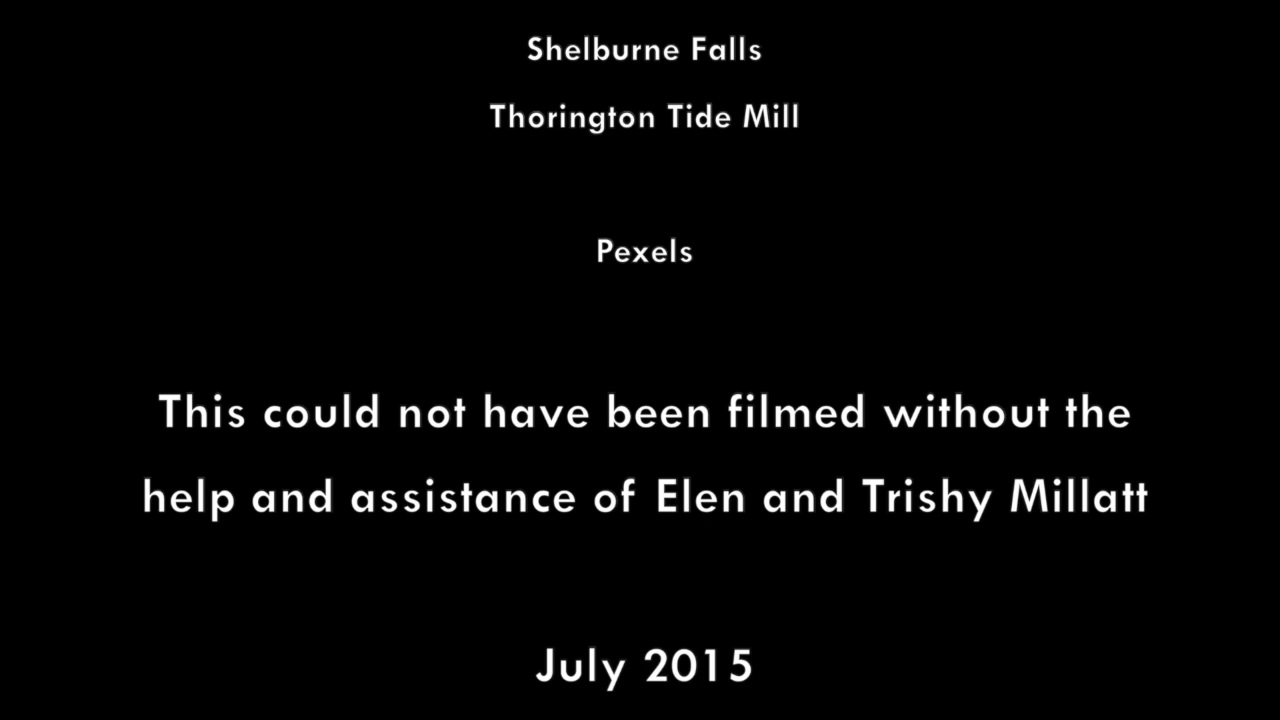 Shelburne Falls
Thorington Tide Mill
Pexels
This could not have been filmed without the
help and assistance of Elen and Trishy Millatt
July 2015